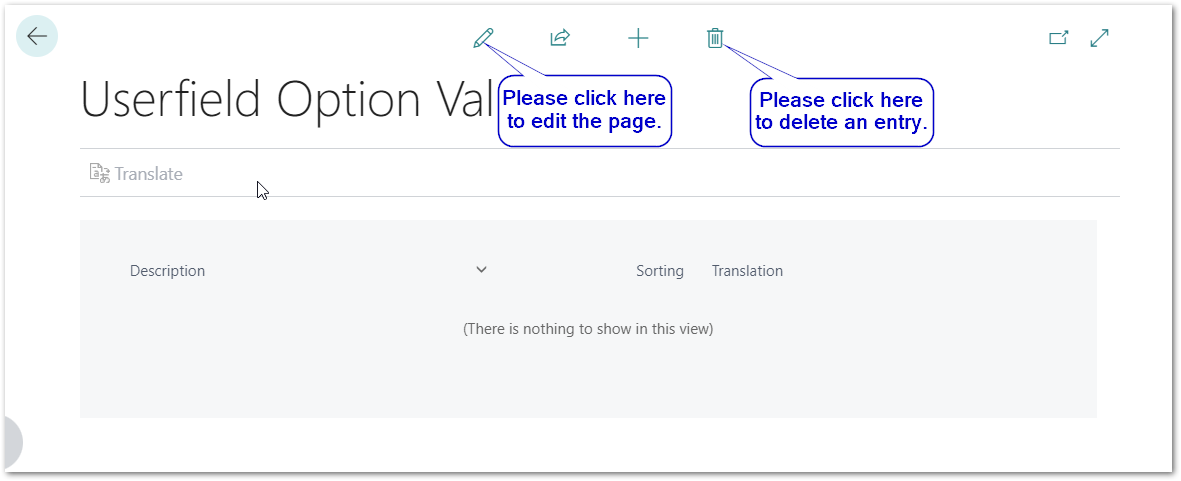 Userfield Option Val
Please click here
to edit the page.
Please click here
to delete an entry.
Translate
Description
Sorting
Translation
(There is nothing to show in this view)